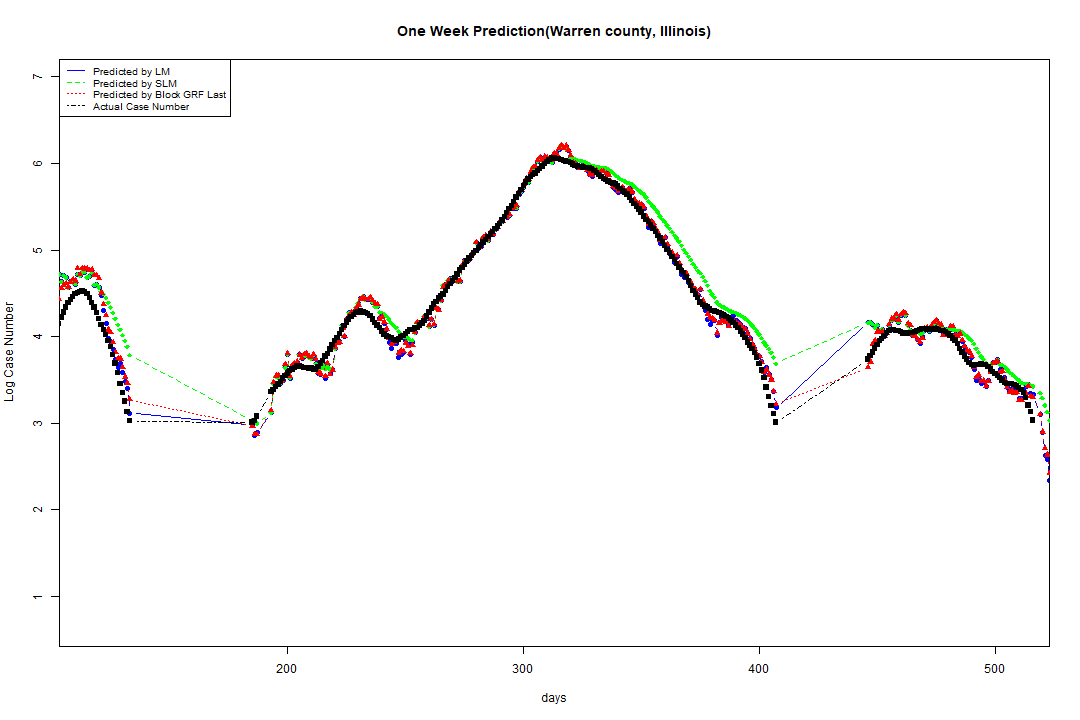 One Week Prediction(Warren county, Illinois)
Predicted by LM
Predicted by SLM
Predicted by Block GRF Last
Actual Case Number
7
6
5
4
3
2
1
Log Case Number
200
300
400
500
days